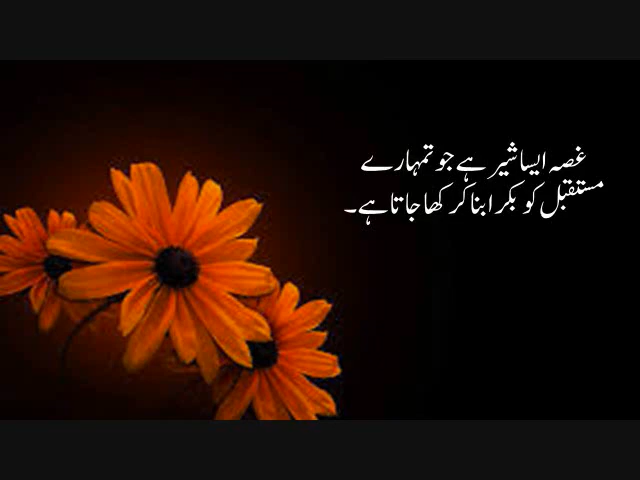 غصہ ایسا شیر ہے جو تمہارے
مستقبل کو بکرا بنا کر کھا جاتا ہے۔